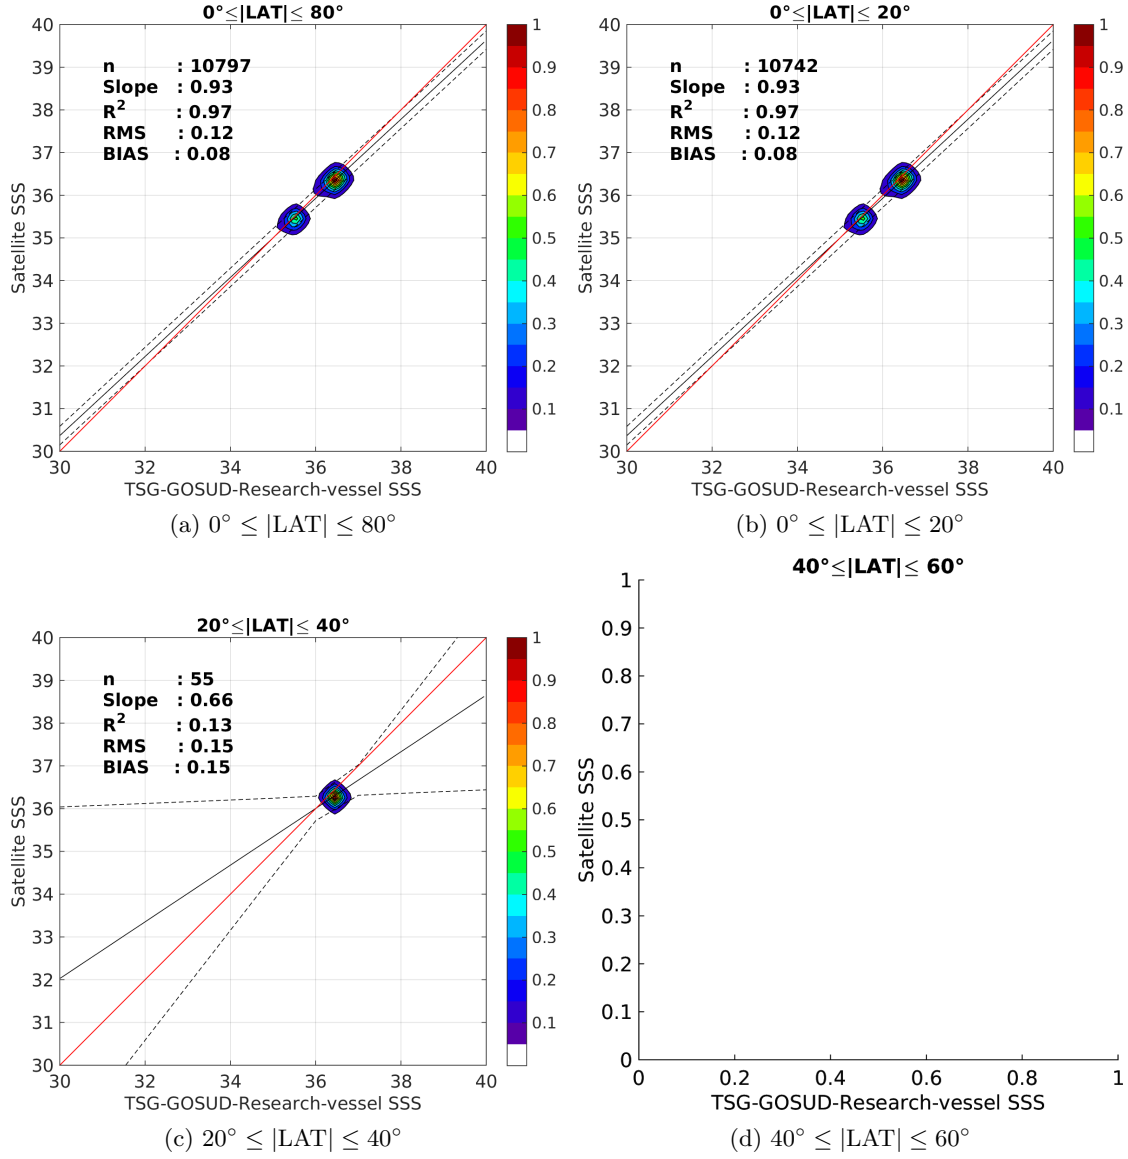 0°≤|LAT|≤ 80°
40
39
38
37
36
35
34
33
32
31
30
30 32 34 36 38 40
Satellite SSS
TSG-GOSUD-Research-vessel SSS
n : 10797
Slope : 0.93
R² : 0.97
RMS : 0.12
BIAS : 0.08
1
0.9
0.8
0.7
0.6
0.5
0.4
0.3
0.2
0.1
(a) 0° ≤ |LAT| ≤ 80°
0°≤|LAT|≤ 20°
40
39
38
37
36
35
34
33
32
31
30
30 32 34 36 38 40
Satellite SSS
TSG-GOSUD-Research-vessel SSS
n : 10742
Slope : 0.93
R² : 0.97
RMS : 0.12
BIAS : 0.08
1
0.9
0.8
0.7
0.6
0.5
0.4
0.3
0.2
0.1
(b) 0° ≤ |LAT| ≤ 20°
20°≤|LAT|≤ 40°
40
39
38
37
36
35
34
33
32
31
30
30 32 34 36 38 40
Satellite SSS
TSG-GOSUD-Research-vessel SSS
n : 55
Slope : 0.66
R² : 0.13
RMS : 0.15
BIAS : 0.15
1
0.9
0.8
0.7
0.6
0.5
0.4
0.3
0.2
0.1
(c) 20° ≤ |LAT| ≤ 40°
40°≤|LAT|≤ 60°
1
0.9
0.8
0.7
0.6
0.5
0.4
0.3
0.2
0.1
0
0 0.2 0.4 0.6 0.8 1
Satellite SSS
TSG-GOSUD-Research-vessel SSS
(d) 40° ≤ |LAT| ≤ 60°